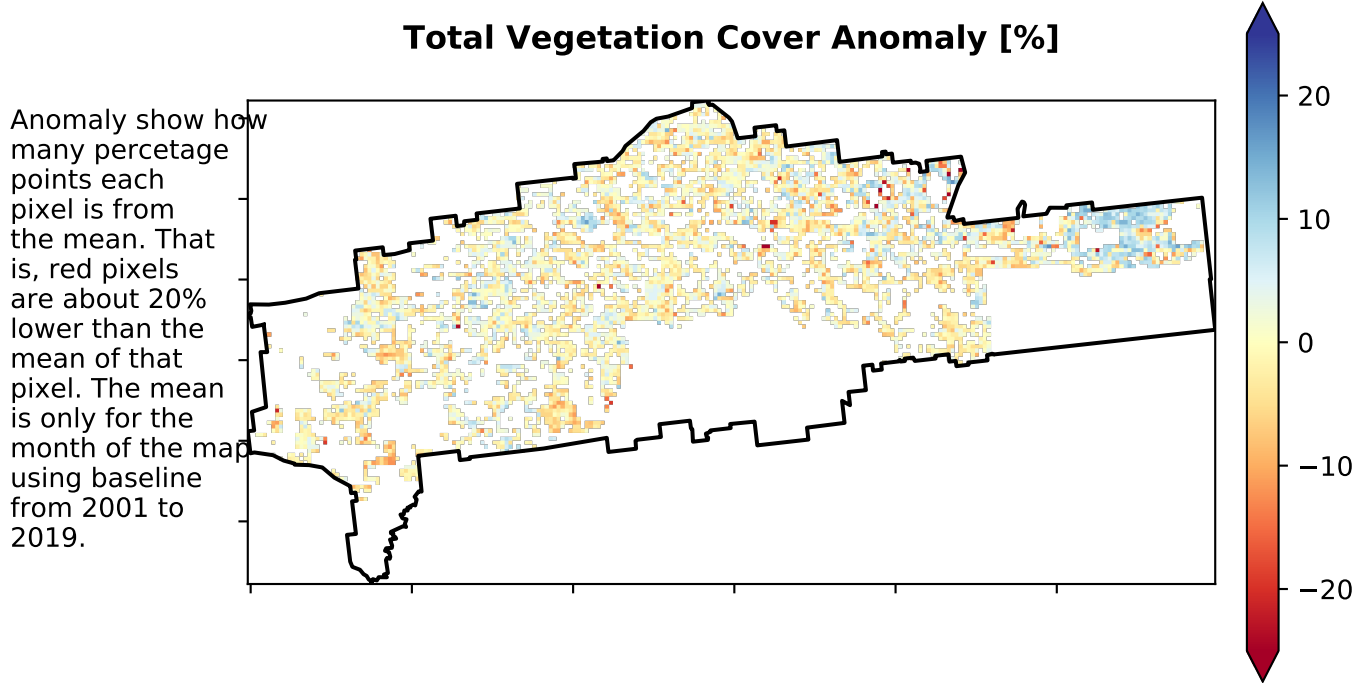 Total Vegetation Cover Anomaly [%]
Anomaly show how
many percetage
points each
pixel is from
the mean. That
is, red pixels
are about 20%
lower than the
mean of that
pixel. The mean
is only for the
month of the map
using baseline
from 2001 to
2019.
20
10
0
−10
−20